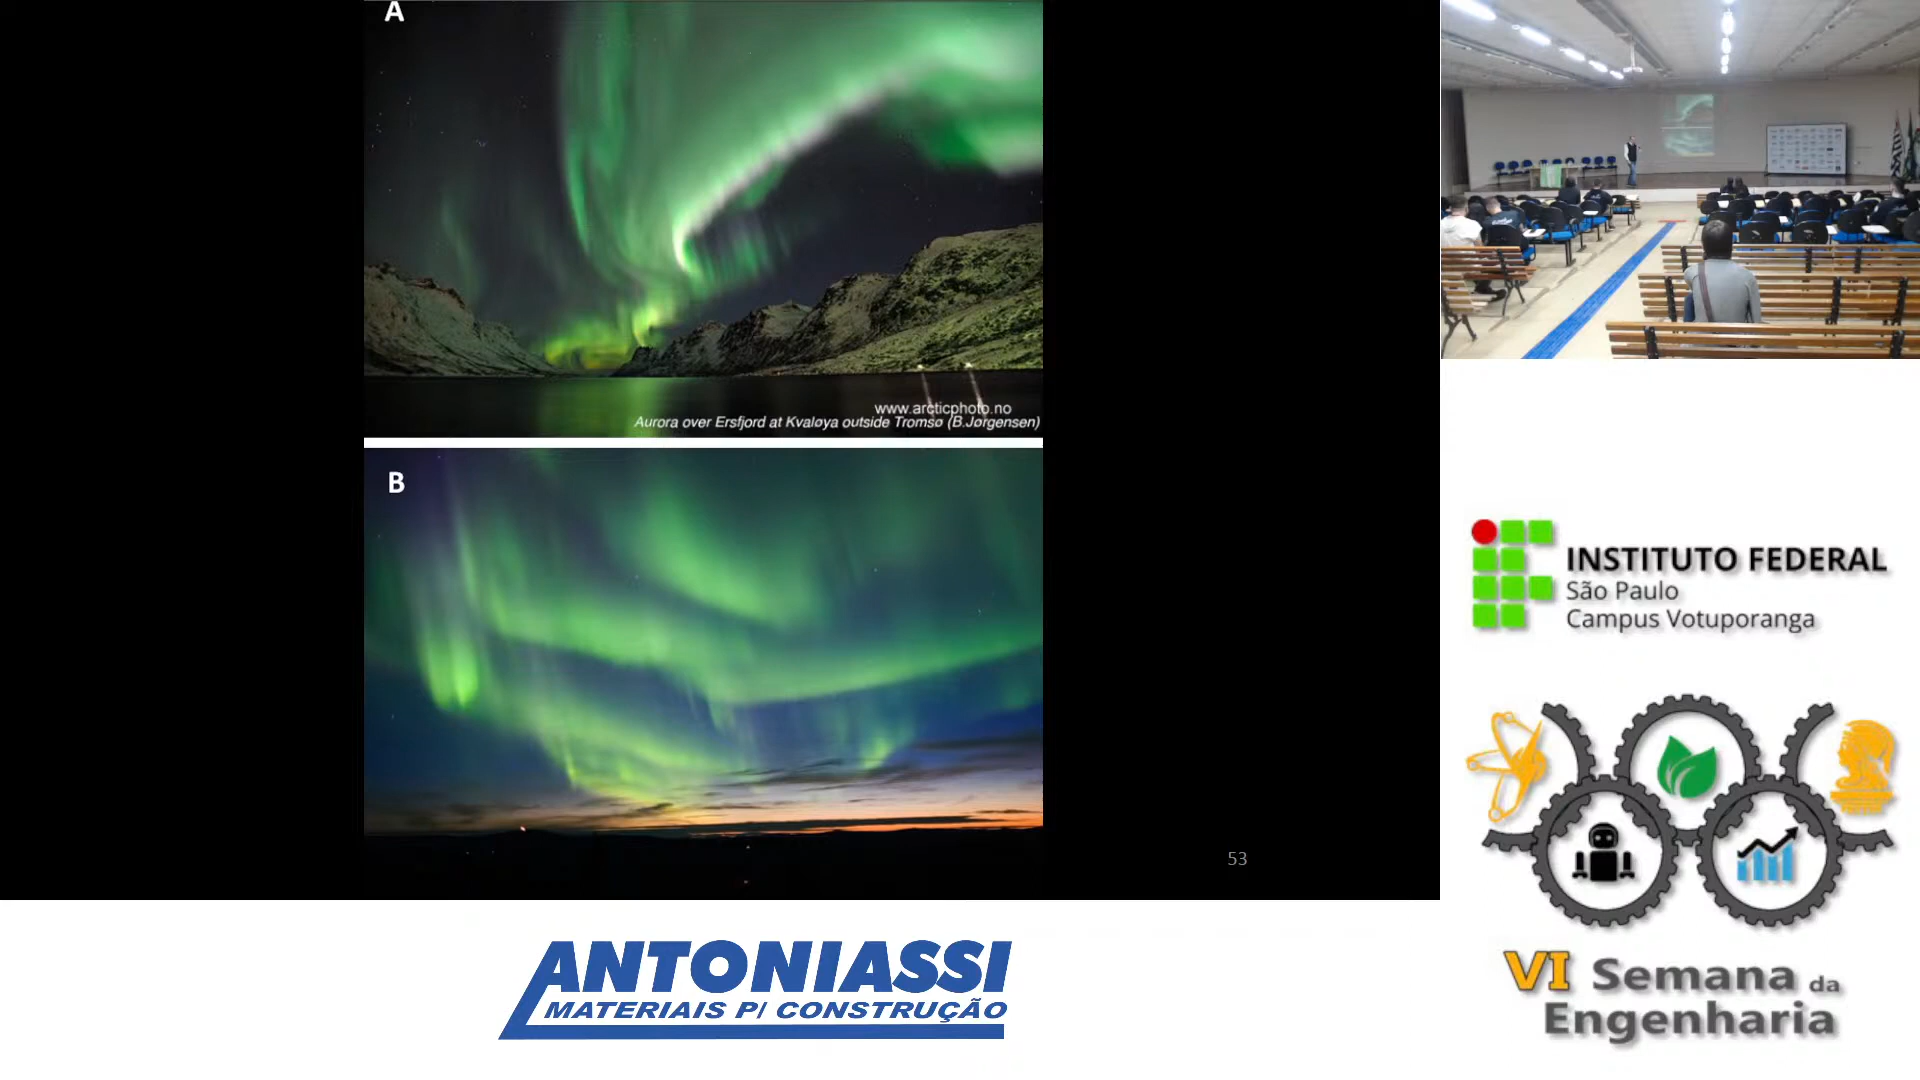 A
www.arcticphoto.no
Aurora over Ersfjord at Kvaløya outside Tromsø (B.Jørgensen)
B
53
INSTITUTO FEDERAL
São Paulo
Campus Votuporanga
VI Semana da
Engenharia
ANTONIASSI
MATERIAIS P/ CONSTRUÇÃO